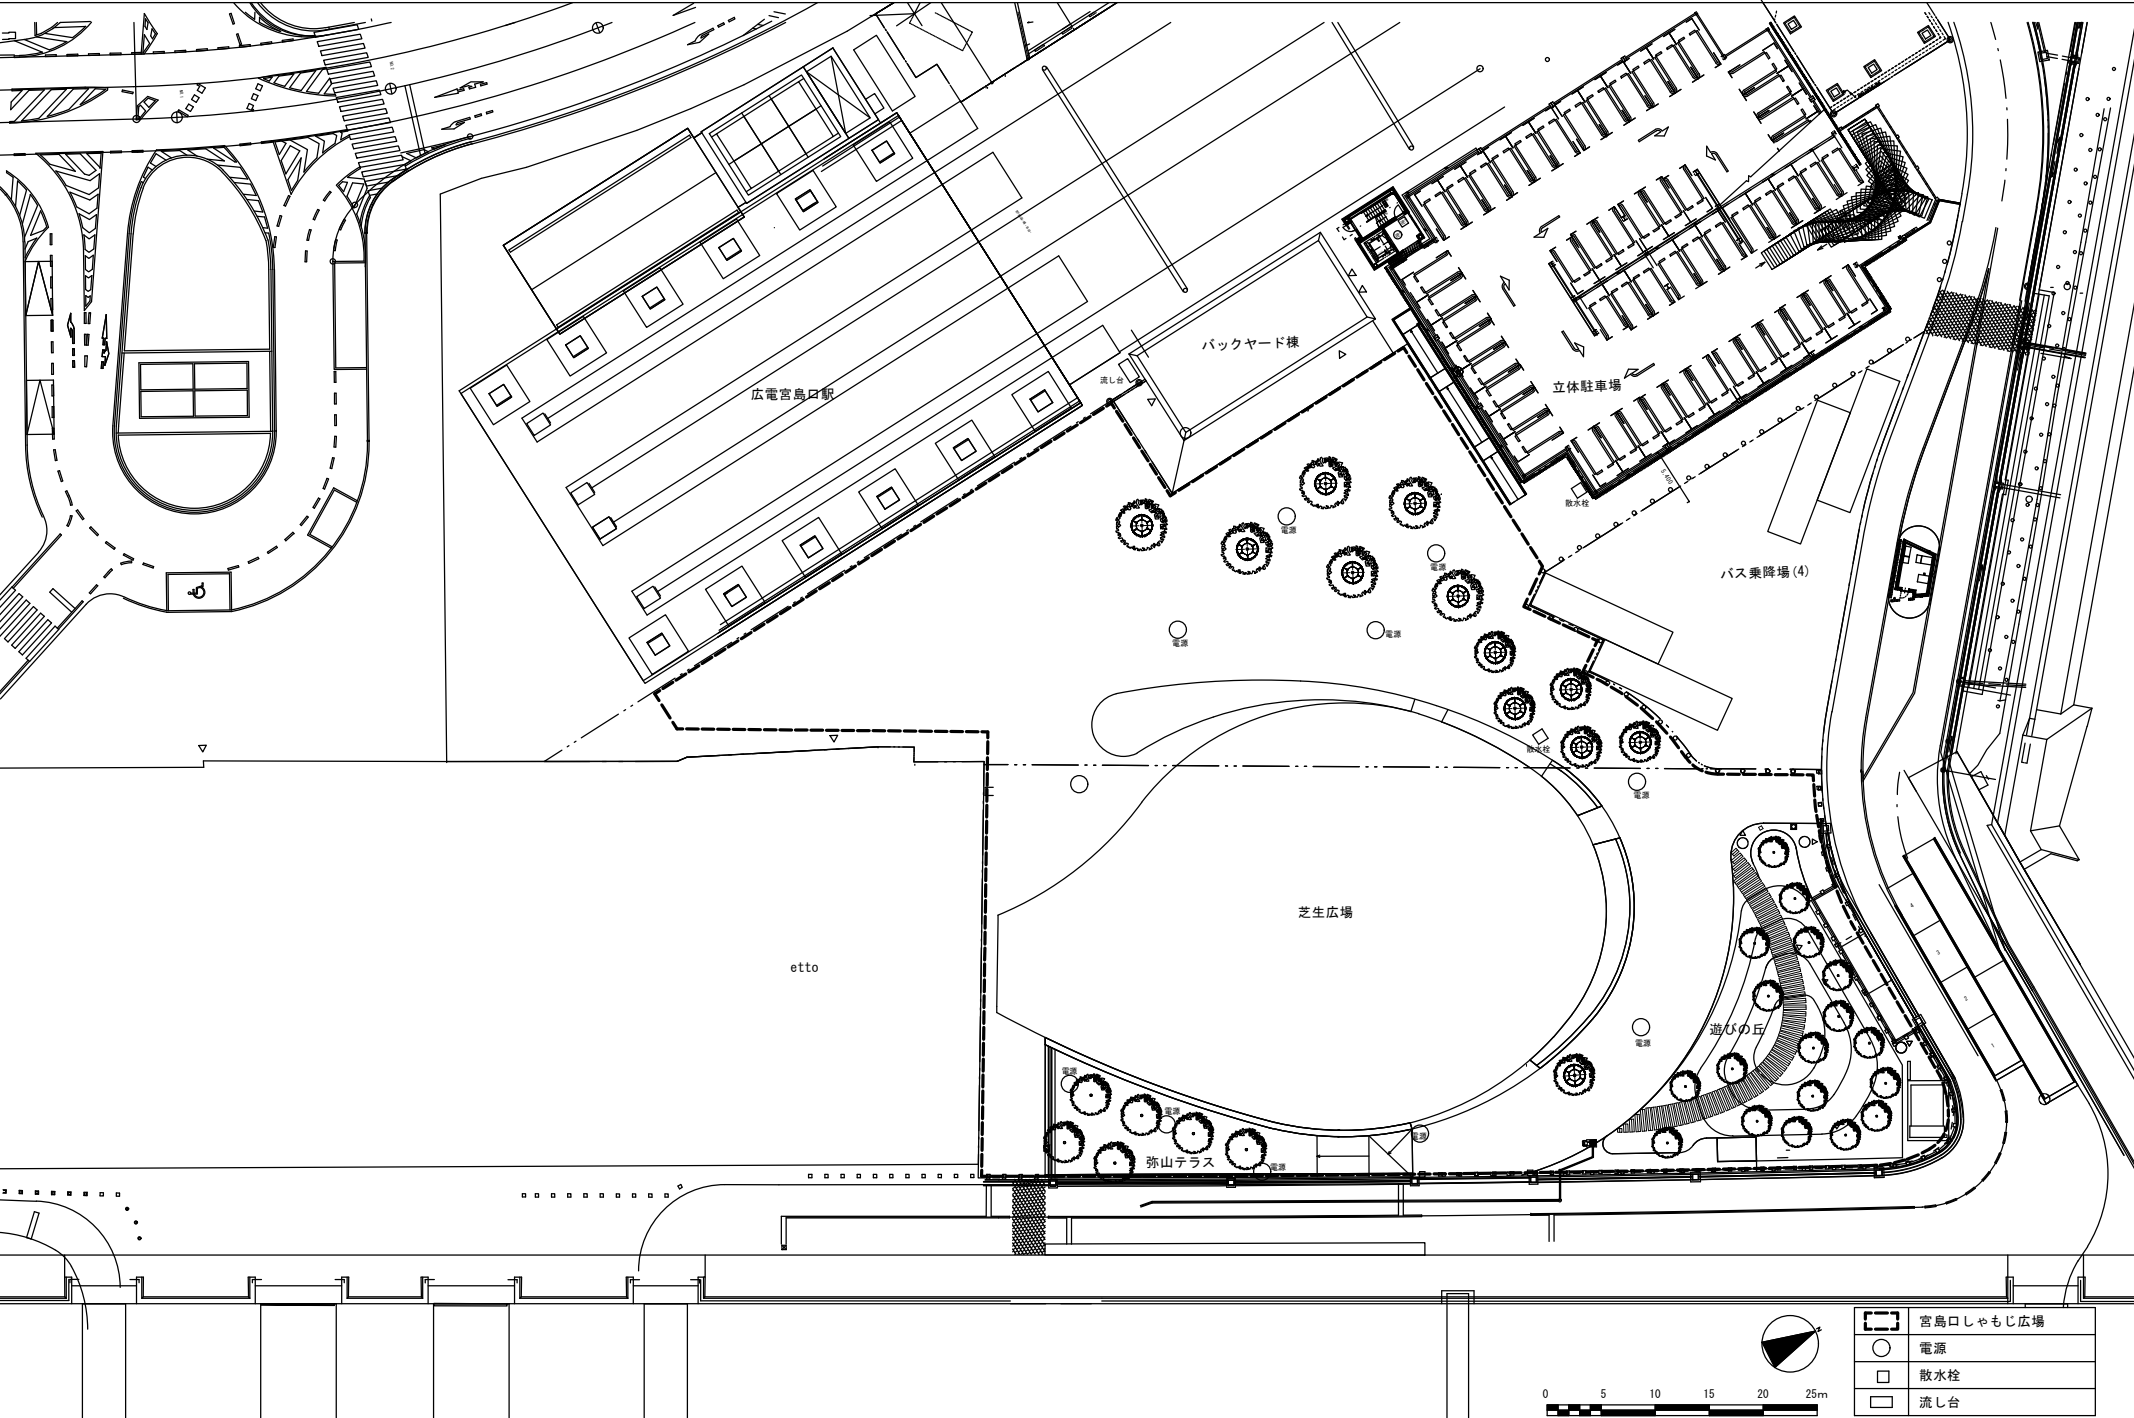 バックヤード棟
流し台
広電宮島口駅
立体駐車場
散水栓
5,400
電源
電源
バス乗降場(4)
電源
電源
散水栓
電源
芝生広場
etto
遊びの丘
電源
電源
電源
電源
弥山テラス
電源
宮島口しゃもじ広場
電源
散水栓
流し台
N
0 5 10 15 20 25m